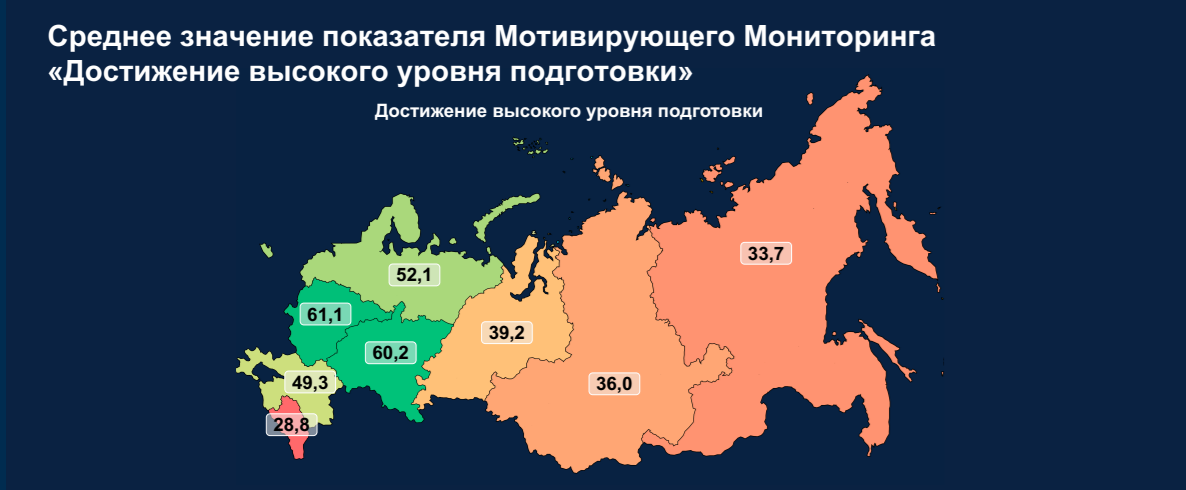 Среднее значение показателя Мотивирующего Мониторинга
«Достижение высокого уровня подготовки»
Достижение высокого уровня подготовки
33,7
52,1
61,1
39,2
60,2
49,3
36,0
28,8